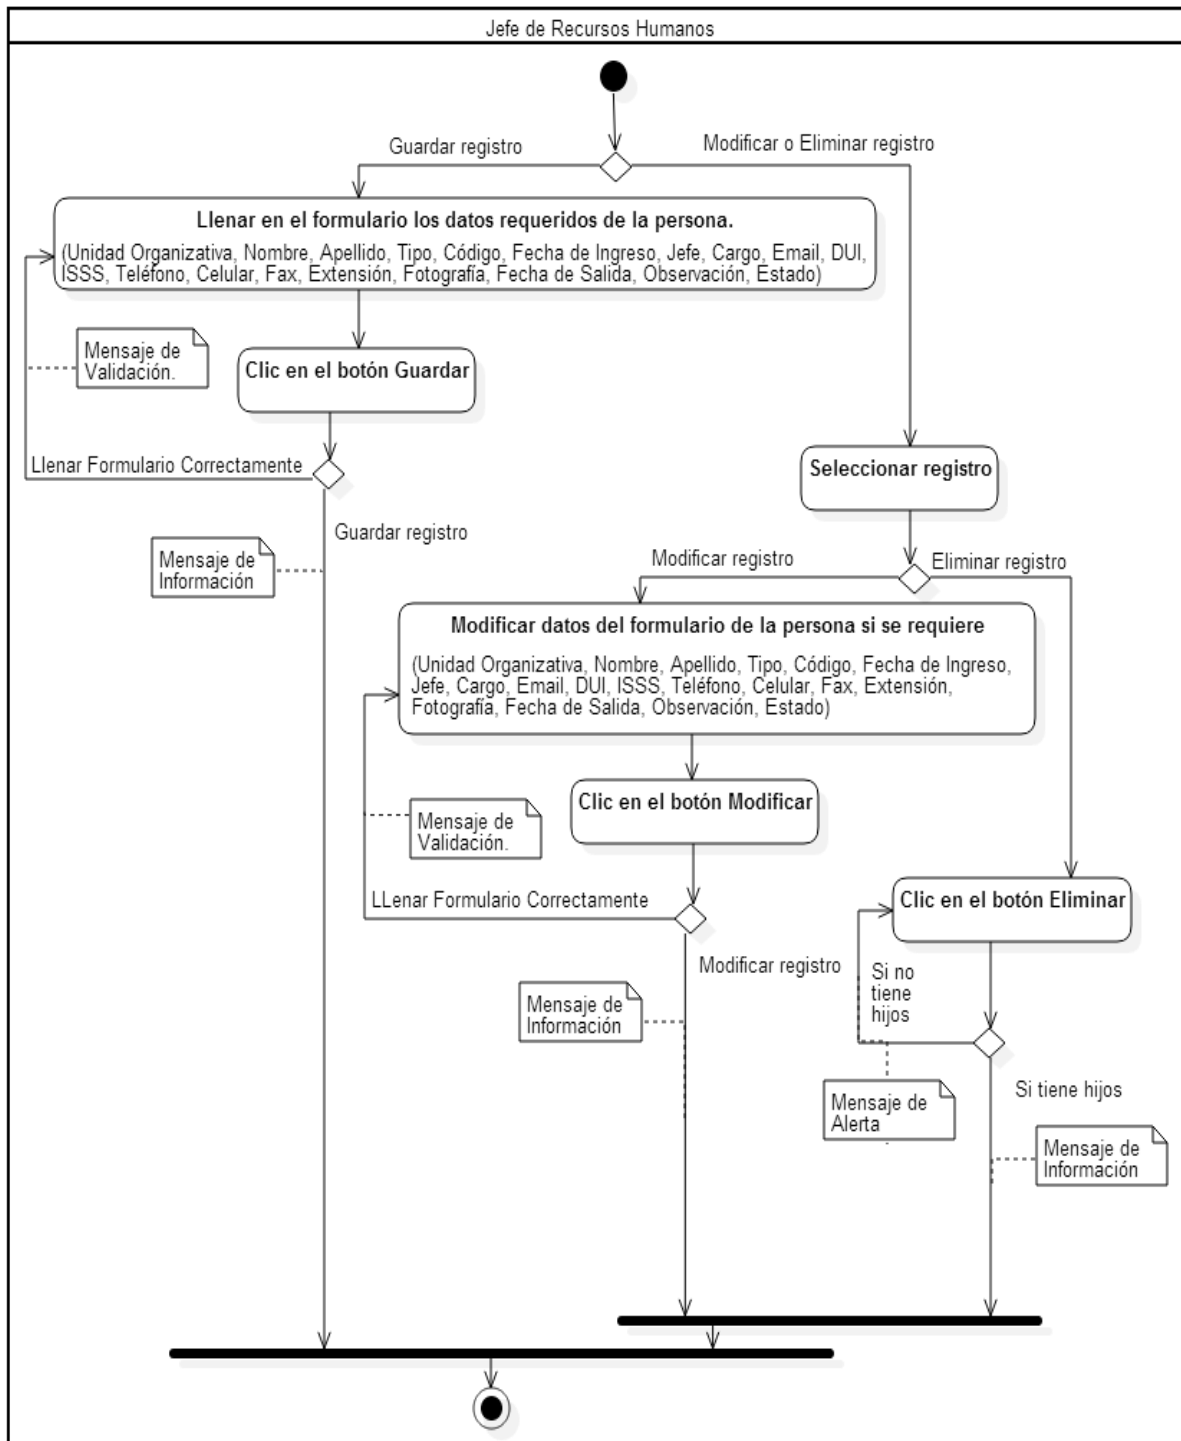 Jefe de Recursos Humanos
Guardar registro
Modificar o Eliminar registro
Llenar en el formulario los datos requeridos de la persona.
(Unidad Organizativa, Nombre, Apellido, Tipo, Código, Fecha de Ingreso, Jefe, Cargo, Email, DUI,
ISSS, Teléfono, Celular, Fax, Extensión, Fotografía, Fecha de Salida, Observación, Estado)
Mensaje de
Validación.
Clic en el botón Guardar
Llenar Formulario Correctamente
Seleccionar registro
Guardar registro
Mensaje de
Información
Modificar registro
Eliminar registro
Modificar datos del formulario de la persona si se requiere
(Unidad Organizativa, Nombre, Apellido, Tipo, Código, Fecha de Ingreso,
Jefe, Cargo, Email, DUI, ISSS, Teléfono, Celular, Fax, Extensión,
Fotografía, Fecha de Salida, Observación, Estado)
Clic en el botón Modificar
Mensaje de
Validación.
LLenar Formulario Correctamente
Clic en el botón Eliminar
Modificar registro
Si no
tiene
hijos
Mensaje de
Información
Si tiene hijos
Mensaje de
Alerta
Mensaje de
Información